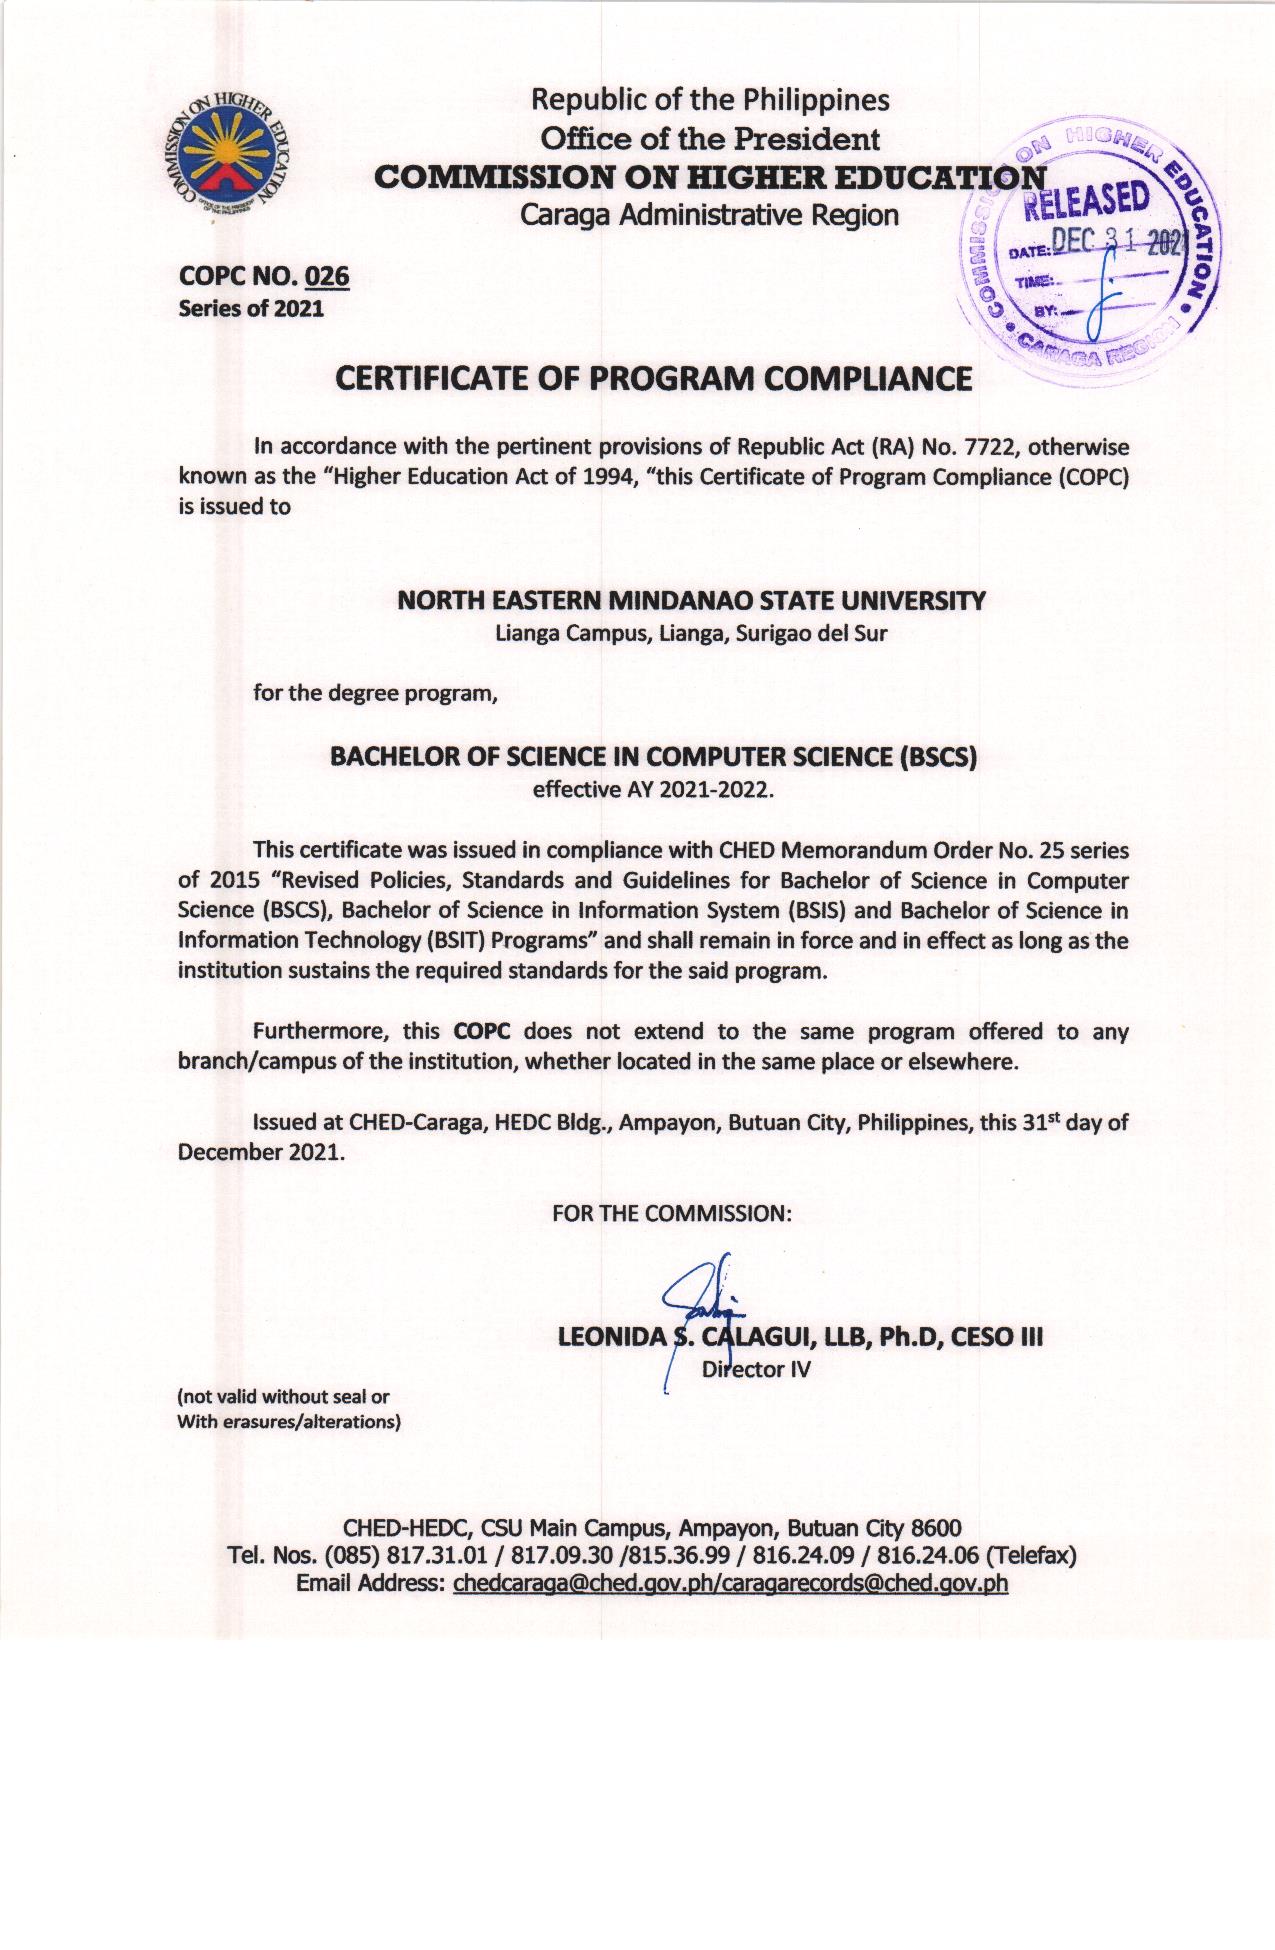 COMMISSION ON HIGHER EDUCATION
OFFICE OF THE PRESIDENT
OF THE PHILIPPINES
Republic of the Philippines
Office of the President
COMMISSION ON HIGHER EDUCATION
Caraga Administrative Region
COMMISSION ON HIGHER EDUCATION • CARAGA REGION •
RELEASED
DATE: DEC 31 2021
TIME:
BY:
COPC NO. 026
Series of 2021
CERTIFICATE OF PROGRAM COMPLIANCE
In accordance with the pertinent provisions of Republic Act (RA) No. 7722, otherwise
known as the “Higher Education Act of 1994, “this Certificate of Program Compliance (COPC)
is issued to
NORTH EASTERN MINDANAO STATE UNIVERSITY
Lianga Campus, Lianga, Surigao del Sur
for the degree program,
BACHELOR OF SCIENCE IN COMPUTER SCIENCE (BSCS)
effective AY 2021-2022.
This certificate was issued in compliance with CHED Memorandum Order No. 25 series
of 2015 “Revised Policies, Standards and Guidelines for Bachelor of Science in Computer
Science (BSCS), Bachelor of Science in Information System (BSIS) and Bachelor of Science in
Information Technology (BSIT) Programs” and shall remain in force and in effect as long as the
institution sustains the required standards for the said program.
Furthermore, this COPC does not extend to the same program offered to any
branch/campus of the institution, whether located in the same place or elsewhere.
Issued at CHED-Caraga, HEDC Bldg., Ampayon, Butuan City, Philippines, this 31st day of
December 2021.
FOR THE COMMISSION:
LEONIDA S. CALAGUI, LLB, Ph.D, CESO III
Director IV
(not valid without seal or
With erasures/alterations)
CHED-HEDC, CSU Main Campus, Ampayon, Butuan City 8600
Tel. Nos. (085) 817.31.01 / 817.09.30 /815.36.99 / 816.24.09 / 816.24.06 (Telefax)
Email Address: chedcaraga@ched.gov.ph/caragarecords@ched.gov.ph